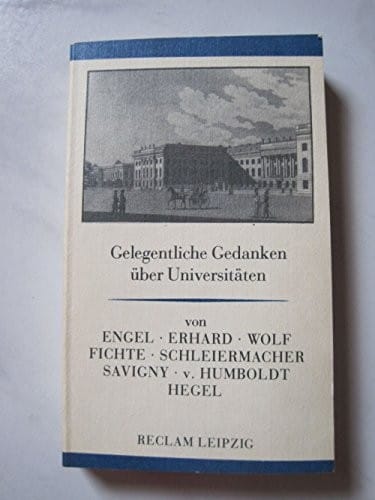 Gelegentliche Gedanken
über Universitäten
von
ENGEL · ERHARD · WOLF
FICHTE · SCHLEIERMACHER
SAVIGNY · v. HUMBOLDT
HEGEL
RECLAM LEIPZIG